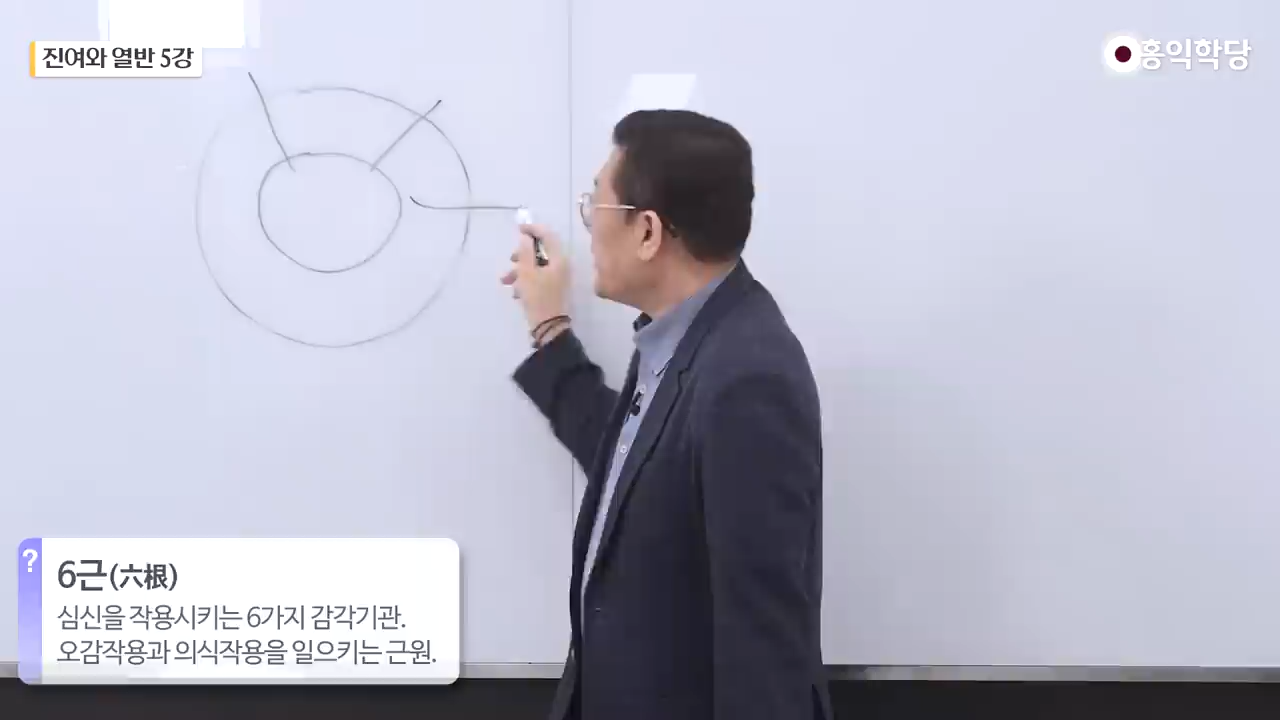 진여와 열반 5강
홍익학당
?
6근(六根)
심신을 작용시키는 6가지 감각기관.
오감작용과 의식작용을 일으키는 근원.